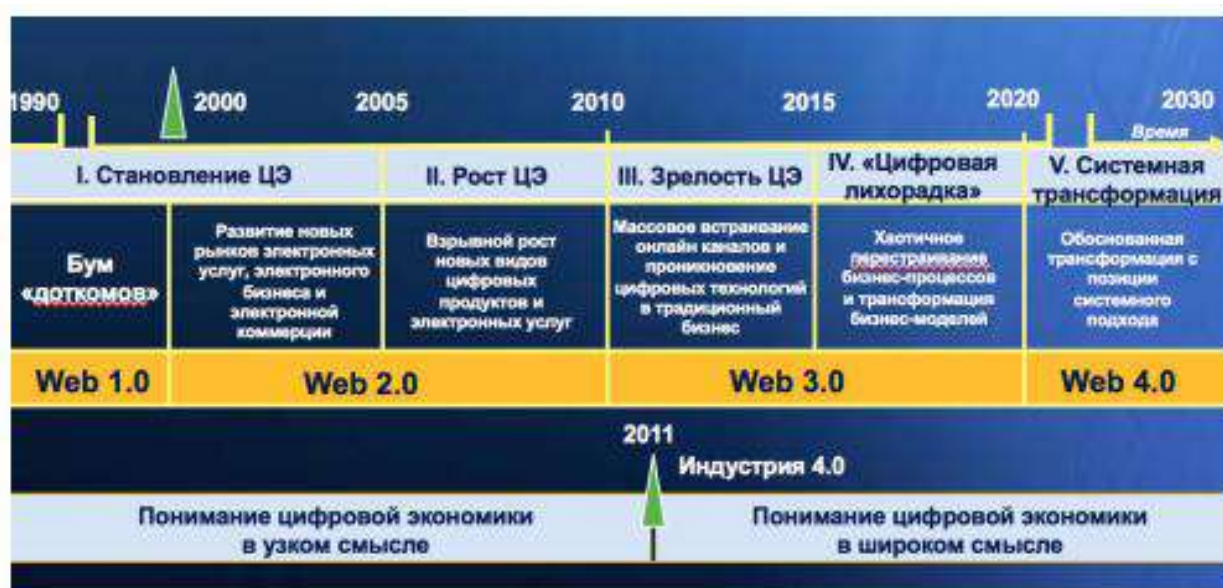 1990 2000 2005 2010 2015 2020 2030
Время
I. Становление ЦЭ
II. Рост ЦЭ
III. Зрелость ЦЭ
IV. «Цифровая
лихорадка»
V. Системная
трансформация
Бум
«доткомов»
Развитие новых
рынков электронных
услуг, электронного
бизнеса и
электронной
коммерции
Взрывной рост
новых видов
цифровых
продуктов и
электронных услуг
Массовое встраивание
онлайн каналов и
проникновение
цифровых технологий
в традиционный
бизнес
Хаотичное
перестраивание
бизнес-процессов
и трансформация
бизнес-моделей
Обоснованная
трансформация с
позиции
системного
подхода
Web 1.0
Web 2.0
Web 3.0
Web 4.0
2011
Индустрия 4.0
Понимание цифровой экономики
в узком смысле
Понимание цифровой экономики
в широком смысле